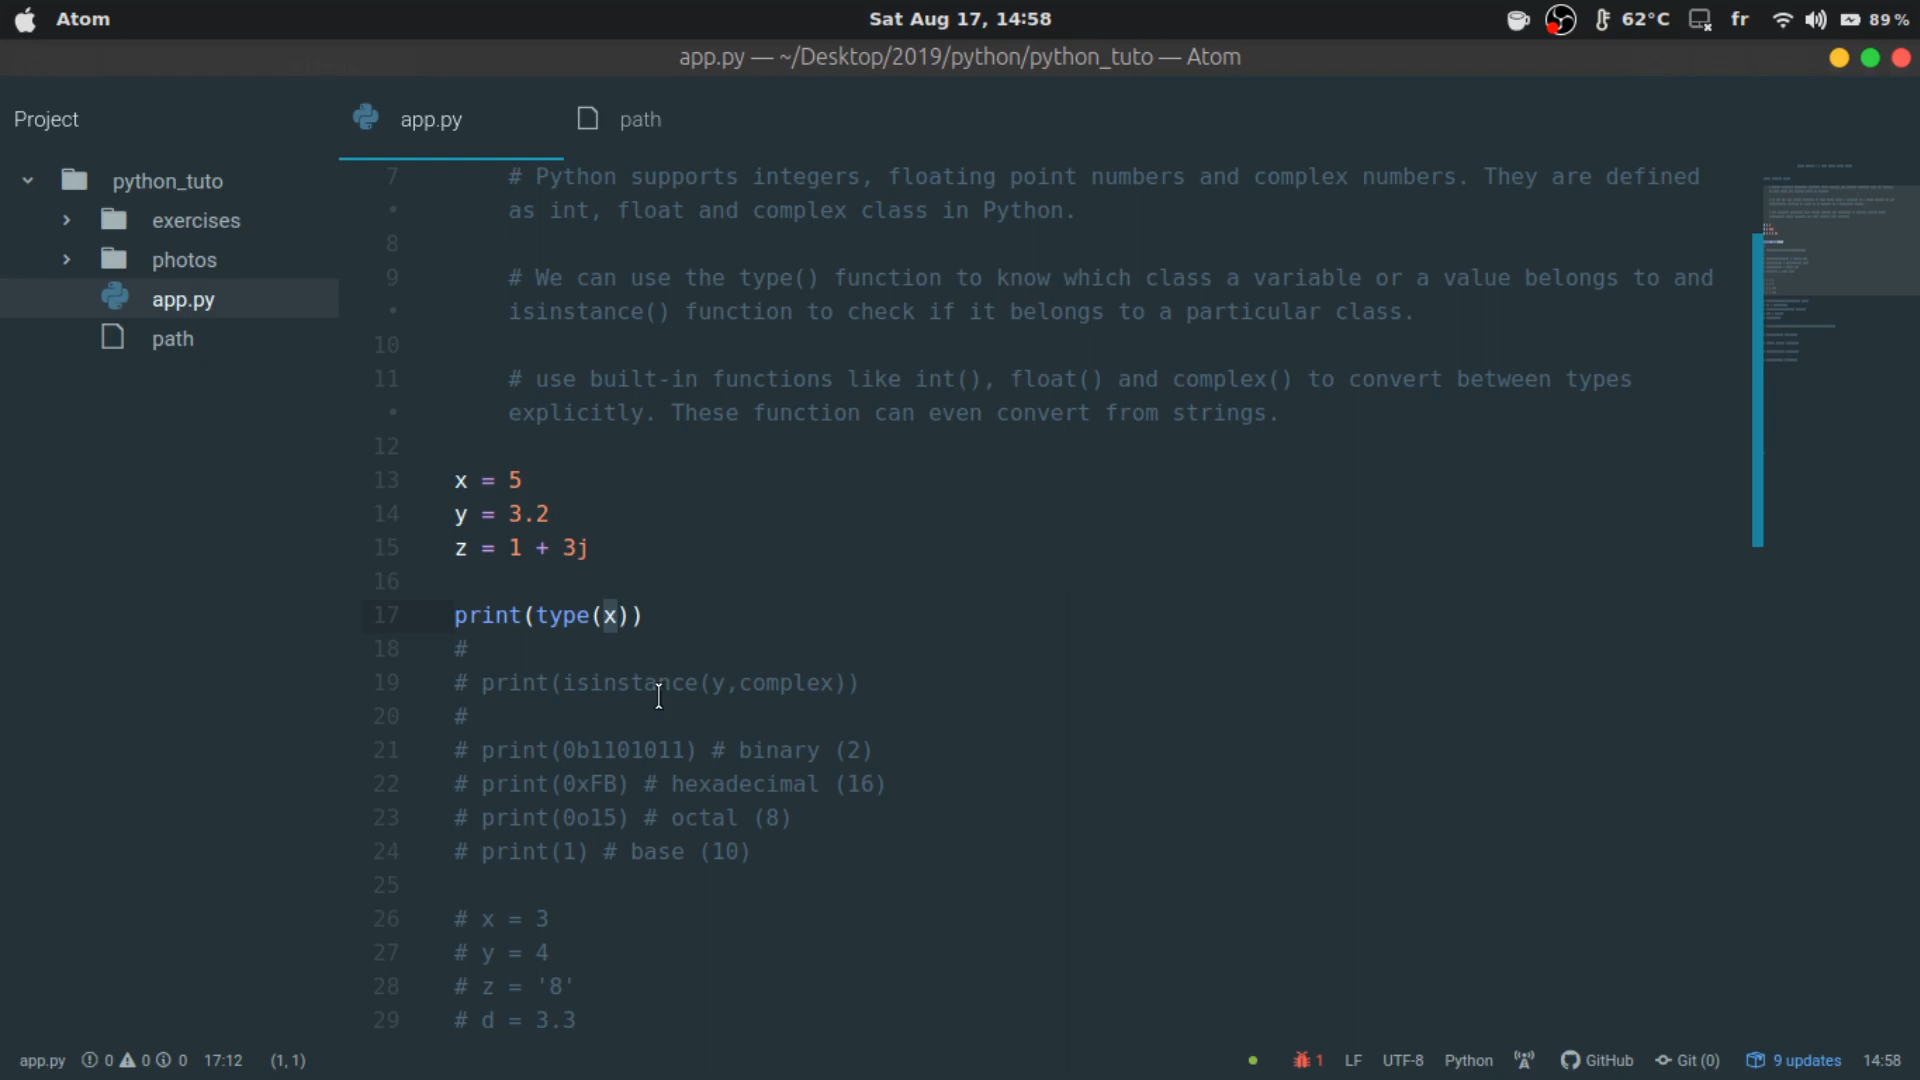 Atom
Sat Aug 17, 14:58
62°C
fr
89%
app.py — ~/Desktop/2019/python/python_tuto — Atom
Project
app.py
path
python_tuto
exercises
photos
app.py
path
7 # Python supports integers, floating point numbers and complex numbers. They are defined
• as int, float and complex class in Python.
8
9 # We can use the type() function to know which class a variable or a value belongs to and
• isinstance() function to check if it belongs to a particular class.
10
11 # use built-in functions like int(), float() and complex() to convert between types
• explicitly. These function can even convert from strings.
12
13 x = 5
14 y = 3.2
15 z = 1 + 3j
16
17 print(type(x))
18 #
19 # print(isinstance(y,complex))
20 #
21 # print(0b1101011) # binary (2)
22 # print(0xFB) # hexadecimal (16)
23 # print(0o15) # octal (8)
24 # print(1) # base (10)
25
26 # x = 3
27 # y = 4
28 # z = '8'
29 # d = 3.3
app.py 0 0 0 17:12 (1, 1)
1 LF UTF-8 Python GitHub Git (0) 9 updates 14:58